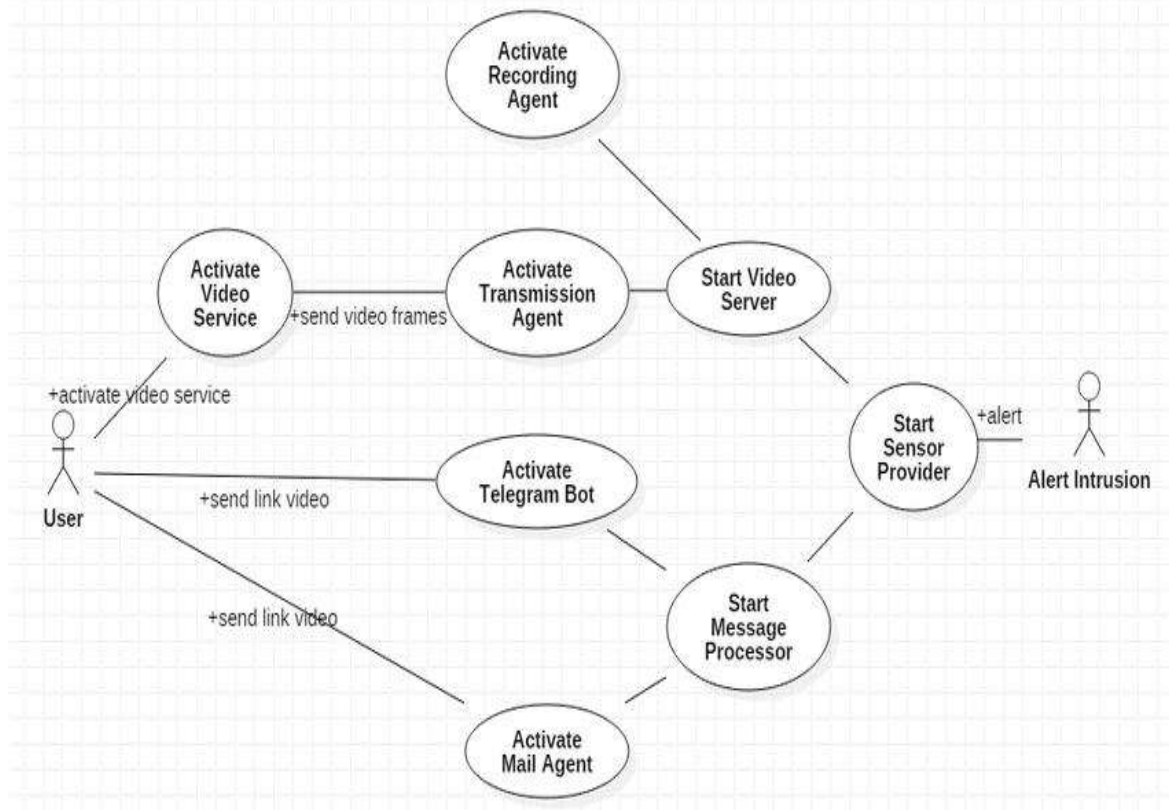 Activate
Recording
Agent
Activate
Video
Service
+send video frames
Activate
Transmission
Agent
Start Video
Server
+activate video service
User
+send link video
Activate
Telegram Bot
Start
Sensor
Provider
+alert
Alert Intrusion
+send link video
Start
Message
Processor
Activate
Mail Agent